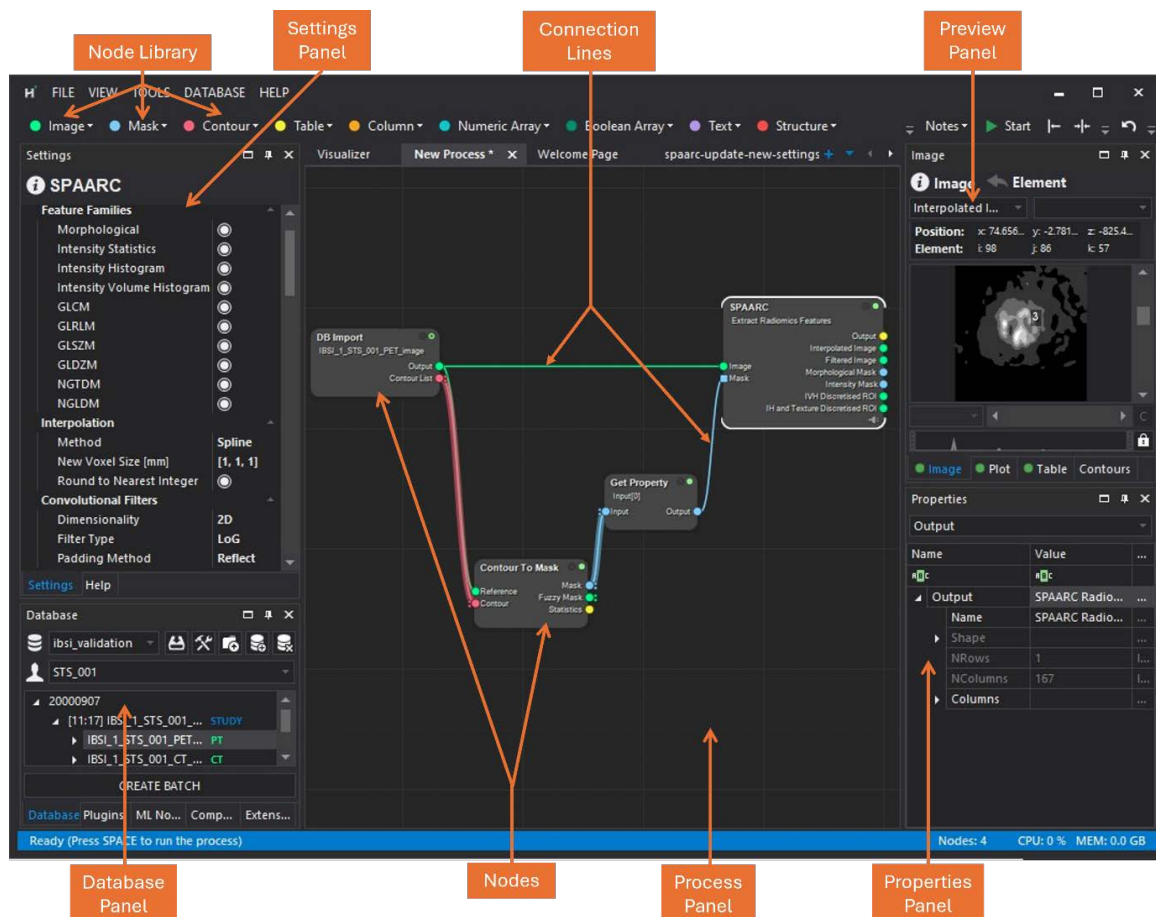 Node Library
Settings
Panel
Connection
Lines
Preview
Panel
FILE VIEW TOOLS DATABASE HELP
Image Mask Contour Table Column Numeric Array Boolean Array Text Structure Notes Start
Settings
SPAARC
Feature Families
Morphological
Intensity Statistics
Intensity Histogram
Intensity Volume Histogram
GLCM
GLRLM
GLSZM
GLDZM
NGTDM
NGLDM
Interpolation
Method Spline
New Voxel Size [mm] [1, 1, 1]
Round to Nearest Integer
Convolutional Filters
Dimensionality 2D
Filter Type LoG
Padding Method Reflect
Settings Help
Database
ibsi_validation
STS_001
20000907
[11:17] IBSI_1_STS_001_... STUDY
IBSI_1_STS_001_PET... PT
IBSI_1_STS_001_CT_... CT
CREATE BATCH
Database Plugins ML No... Comp... Extens...
Visualizer New Process * Welcome Page spaarc-update-new-settings
DB Import
IBSI_1_STS_001_PET_image
Output
Contour List
SPAARC
Extract Radiomics Features
Output
Interpolated Image
Filtered Image
Morphological Mask
Intensity Mask
IVH Discretised ROI
IH and Texture Discretised ROI
Image
Mask
Get Property
Input[0]
Input Output
Contour To Mask
Mask
Reference
Fuzzy Mask
Contour
Statistics
Image
Image Element
Interpolated I...
Position: x: 74.656... y: -2.781... z: -825.4...
Element: i: 98 j: 86 k: 57
3
C
Image Plot Table Contours
Properties
Output
Name Value ...
Output SPAARC Radio... ...
Name SPAARC Radio... ...
Shape ...
NRows 1 I...
NColumns 167 I...
Columns ...
Ready (Press SPACE to run the process) Nodes: 4 CPU: 0 % MEM: 0.0 GB
Database
Panel
Nodes
Process
Panel
Properties
Panel